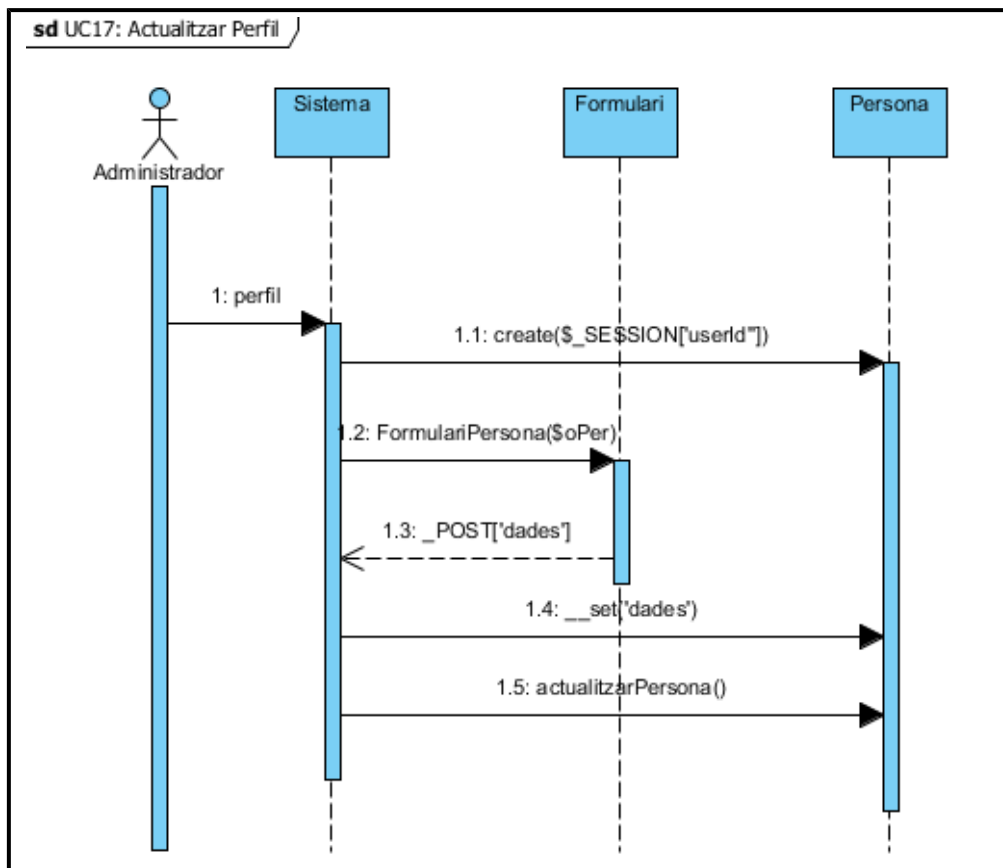 sd UC17: Actualitzar Perfil
Sistema
Formulari
Persona
Administrador
1: perfil
1.1: create($_SESSION['userId'"])
1.2: FormulariPersona($oPer)
1.3: _POST['dades']
1.4: __set('dades')
1.5: actualitzarPersona()